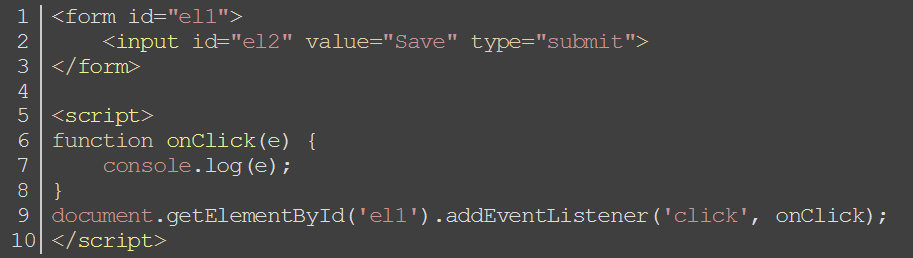 1 <form id="el1">
2     <input id="el2" value="Save" type="submit">
3 </form>
4
5 <script>
6 function onClick(e) {
7     console.log(e);
8 }
9 document.getElementById('el1').addEventListener('click', onClick);
10 </script>